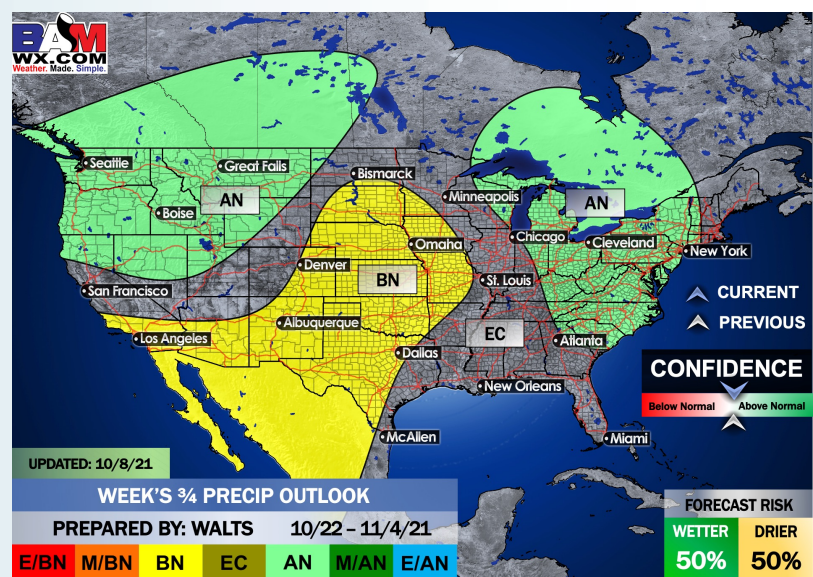 BAM
WX.COM
Weather. Made. Simple.
Seattle
Great Falls
Bismarck
AN
Boise
Minneapolis
AN
Omaha
Chicago
Cleveland
New York
Denver
BN
St. Louis
San Francisco
CURRENT
PREVIOUS
Albuquerque
EC
Los Angeles
Atlanta
Dallas
New Orleans
CONFIDENCE
Below Normal
Above Normal
McAllen
Miami
UPDATED: 10/8/21
WEEK'S ¾ PRECIP OUTLOOK
PREPARED BY: WALTS 10/22 – 11/4/21
E/BN M/BN BN EC AN M/AN E/AN
FORECAST RISK
WETTER DRIER
50% 50%